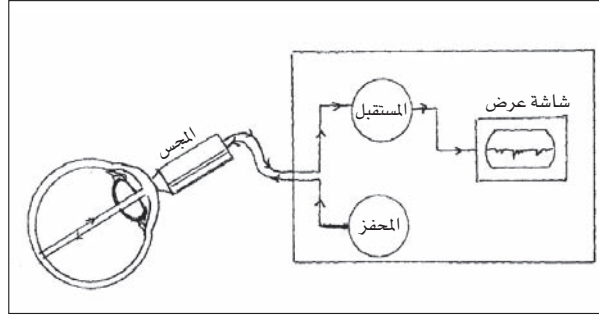 شاشة عرض
المستقبل
المجس
المحفز